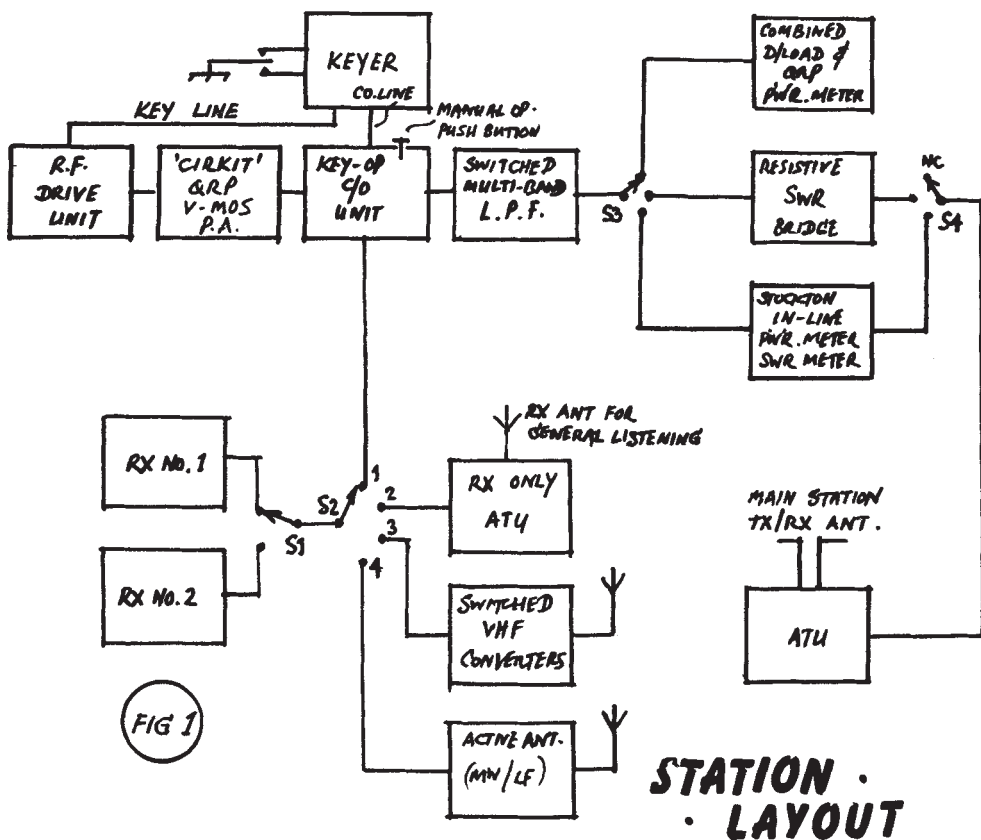 KEYER
CO.LINE
KEY LINE
MANUAL OP.
PUSH BUTTON
R.F.
DRIVE
UNIT
'CIRKIT'
QRP
V-MOS
P.A.
KEY-OP
C/O
UNIT
SWITCHED
MULTI-BAND
L.P.F.
S3
COMBINED
D/LOAD &
QRP
PWR. METER
RESISTIVE
SWR
BRIDGE
NC
S4
STOCKTON
IN-LINE
PWR. METER
SWR METER
RX NO. 1
RX NO. 2
S1
S2
1
2
3
4
RX ANT FOR
GENERAL LISTENING
RX ONLY
ATU
SWITCHED
VHF
CONVERTERS
ACTIVE ANT.
(MW/LF)
MAIN STATION
TX/RX ANT.
ATU
FIG 1
STATION .
. LAYOUT